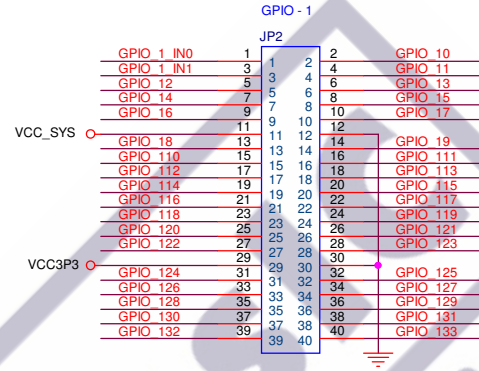 GPIO - 1
JP2
GPIO_1_IN0 1 1 2 2 GPIO_10
GPIO_1_IN1 3 3 4 4 GPIO_11
GPIO_12 5 5 6 6 GPIO_13
GPIO_14 7 7 8 8 GPIO_15
GPIO_16 9 9 10 10 GPIO_17
VCC_SYS 11 11 12 12
GPIO_18 13 13 14 14 GPIO_19
GPIO_110 15 15 16 16 GPIO_111
GPIO_112 17 17 18 18 GPIO_113
GPIO_114 19 19 20 20 GPIO_115
GPIO_116 21 21 22 22 GPIO_117
GPIO_118 23 23 24 24 GPIO_119
GPIO_120 25 25 26 26 GPIO_121
GPIO_122 27 27 28 28 GPIO_123
VCC3P3 29 29 30 30
GPIO_124 31 31 32 32 GPIO_125
GPIO_126 33 33 34 34 GPIO_127
GPIO_128 35 35 36 36 GPIO_129
GPIO_130 37 37 38 38 GPIO_131
GPIO_132 39 39 40 40 GPIO_133